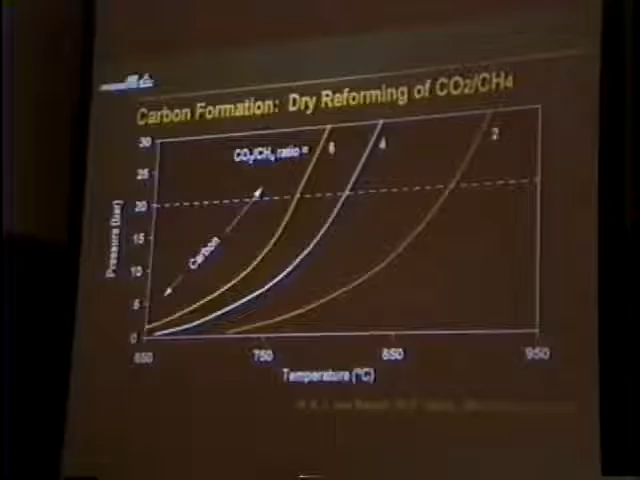 Carbon Formation: Dry Reforming of CO2/CH4
CO2/CH4 ratio =
6
4
2
Carbon
Pressure (bar)
30
25
20
15
10
5
0
650
750
850
950
Temperature (°C)